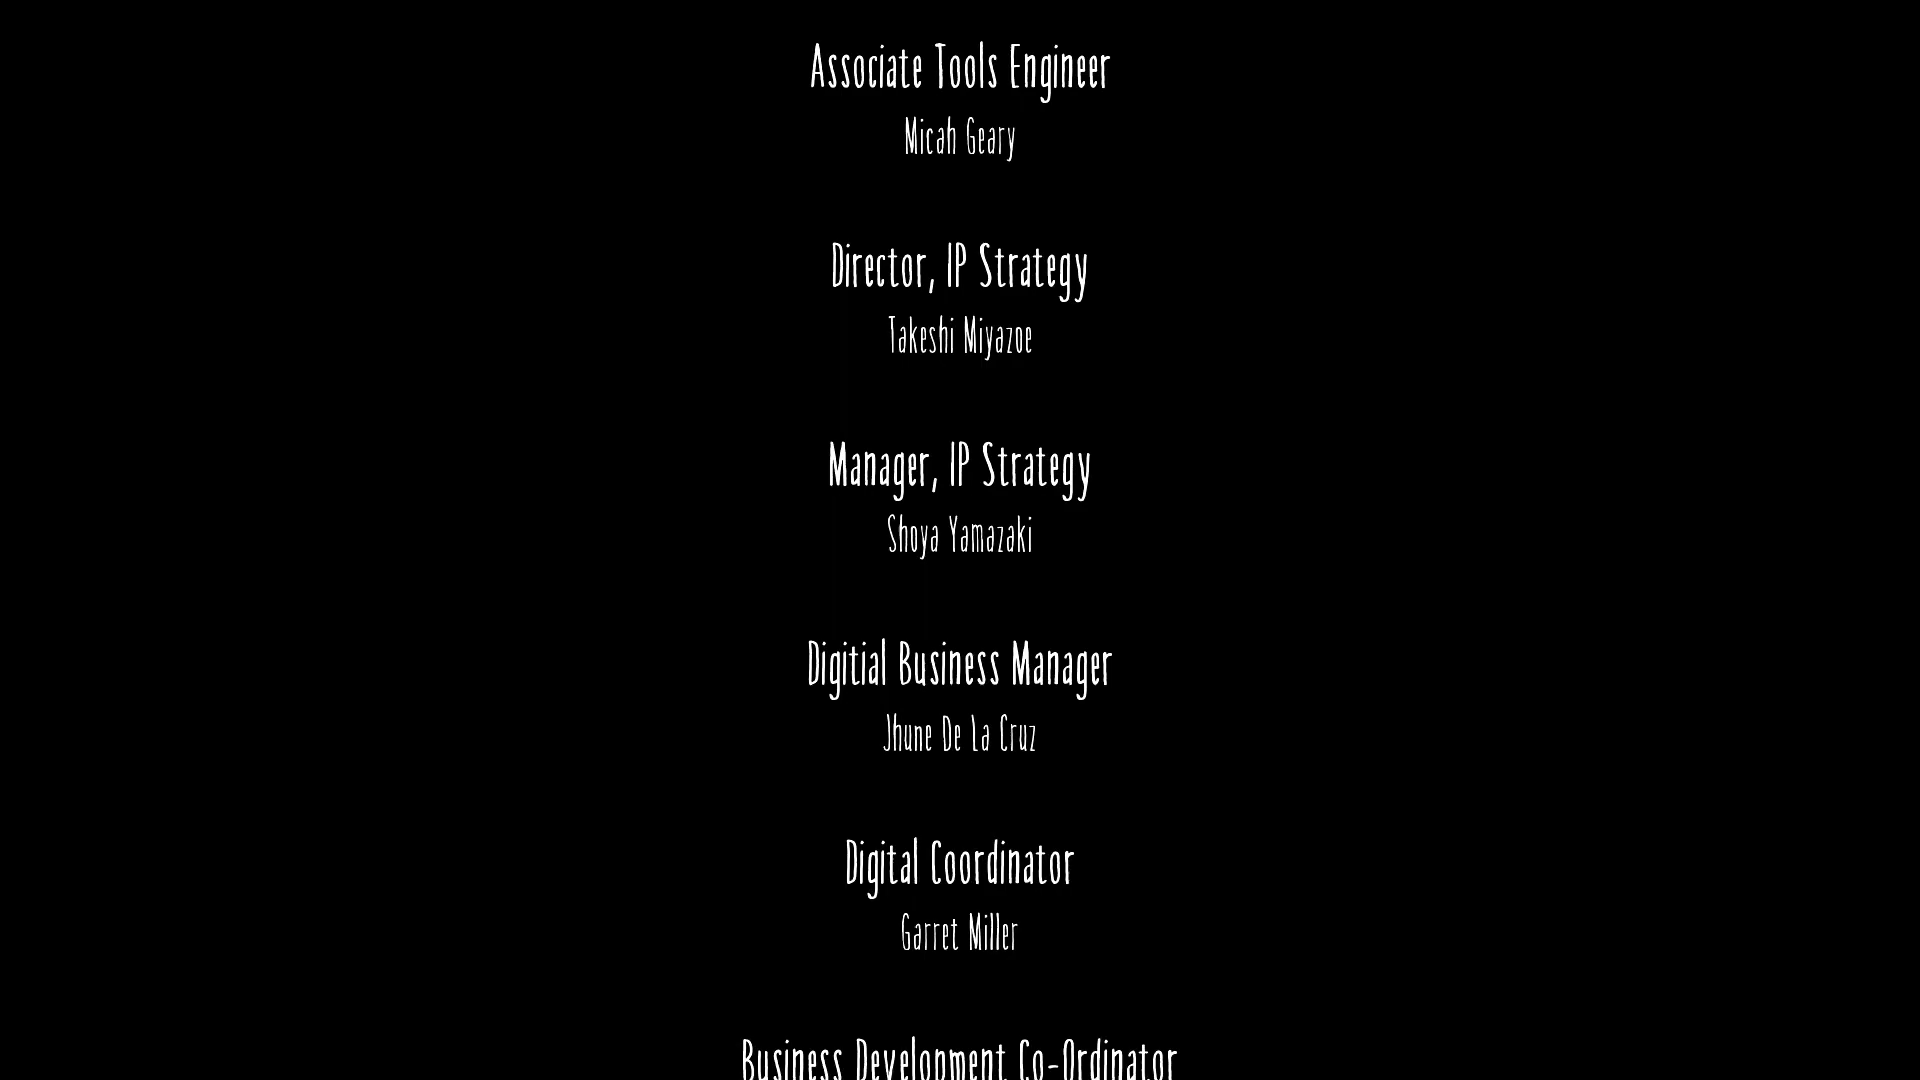 Associate Tools Engineer
Micah Geary
Director, IP Strategy
Takeshi Miyazoe
Manager, IP Strategy
Shoya Yamazaki
Digitial Business Manager
Jhune De La Cruz
Digital Coordinator
Garret Miller
Business Development Co-Ordinator